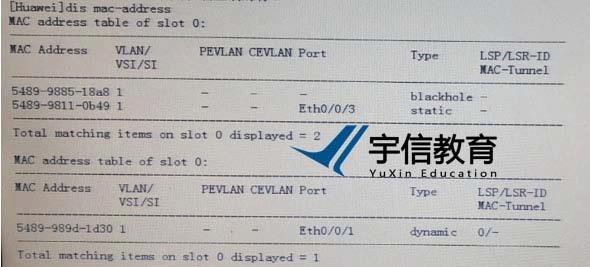 [Huawei]dis mac-address
MAC address table of slot 0:
MAC Address VLAN/ PEVLAN CEVLAN Port Type LSP/LSR-ID
VSI/SI MAC-Tunnel
5489-9885-18a8 1 - - - blackhole -
5489-9811-0b49 1 - - Eth0/0/3 static -
Total matching items on slot 0 displayed = 2
宇信教育
YuXin Education
MAC address table of slot 0:
MAC Address VLAN/ PEVLAN CEVLAN Port Type LSP/LSR-ID
VSI/SI MAC-Tunnel
5489-989d-1d30 1 - - Eth0/0/1 dynamic 0/-
Total matching items on slot 0 displayed = 1